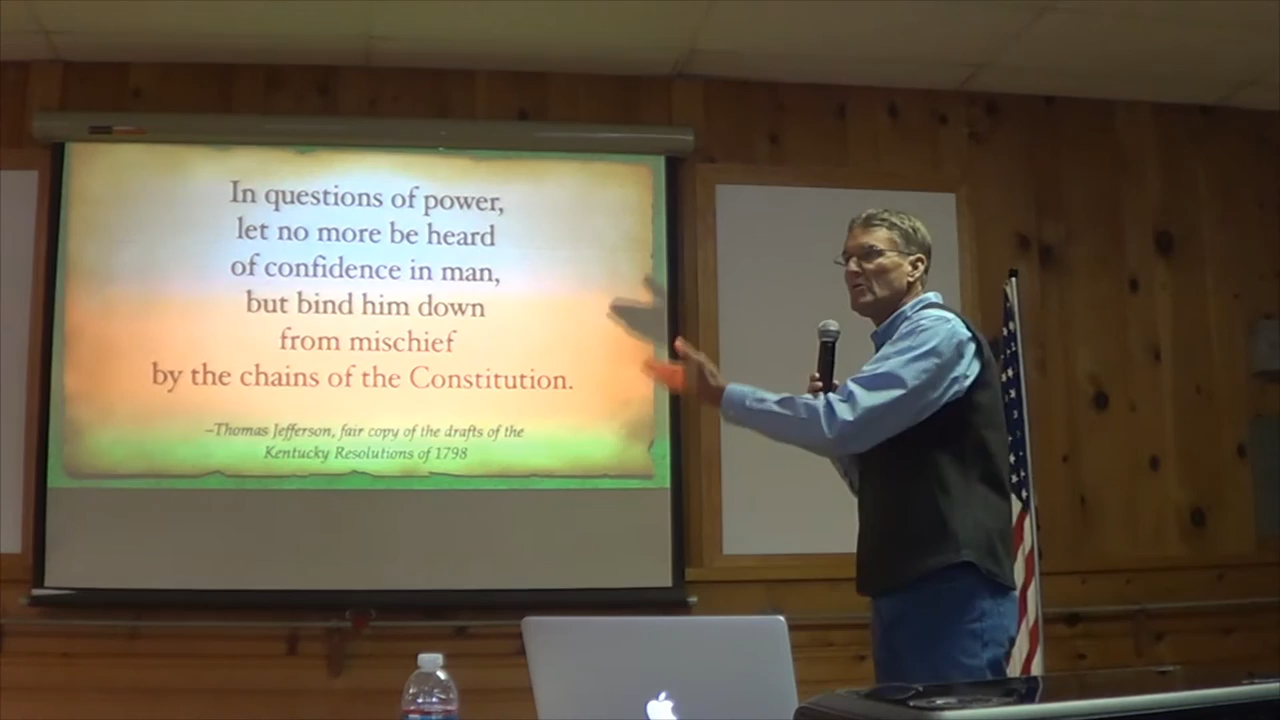 In questions of power,
let no more be heard
of confidence in man,
but bind him down
from mischief
by the chains of the Constitution.
–Thomas Jefferson, fair copy of the drafts of the
Kentucky Resolutions of 1798